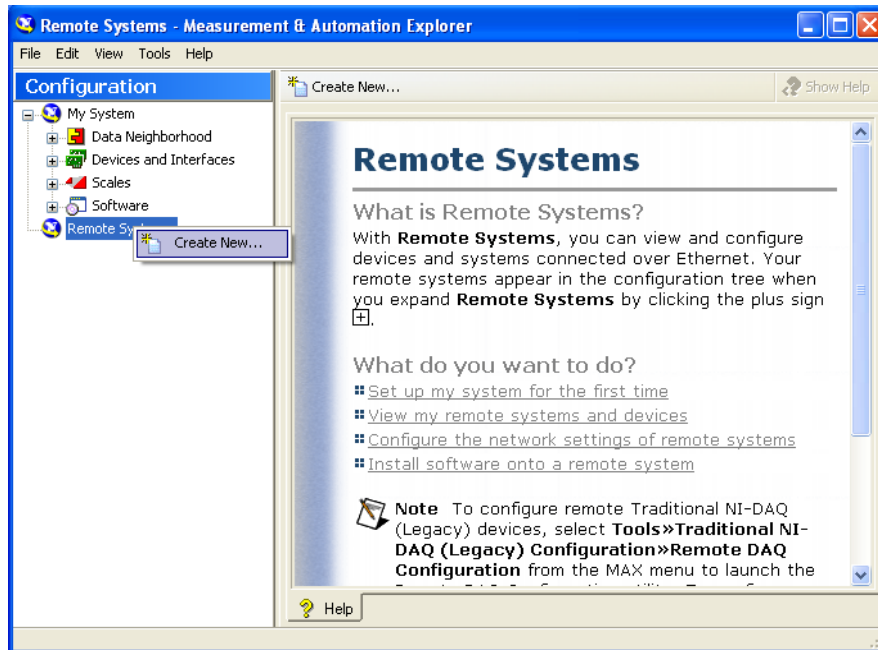 Remote Systems - Measurement & Automation Explorer
File Edit View Tools Help
Configuration
Create New...
Show Help
My System
Data Neighborhood
Devices and Interfaces
Scales
Software
Remote Sy
Create New...
Remote Systems
What is Remote Systems?
With Remote Systems, you can view and configure
devices and systems connected over Ethernet. Your
remote systems appear in the configuration tree when
you expand Remote Systems by clicking the plus sign
.
What do you want to do?
Set up my system for the first time
View my remote systems and devices
Configure the network settings of remote systems
Install software onto a remote system
Note To configure remote Traditional NI-DAQ
(Legacy) devices, select Tools»Traditional NI-
DAQ (Legacy) Configuration»Remote DAQ
Configuration from the MAX menu to launch the
Help